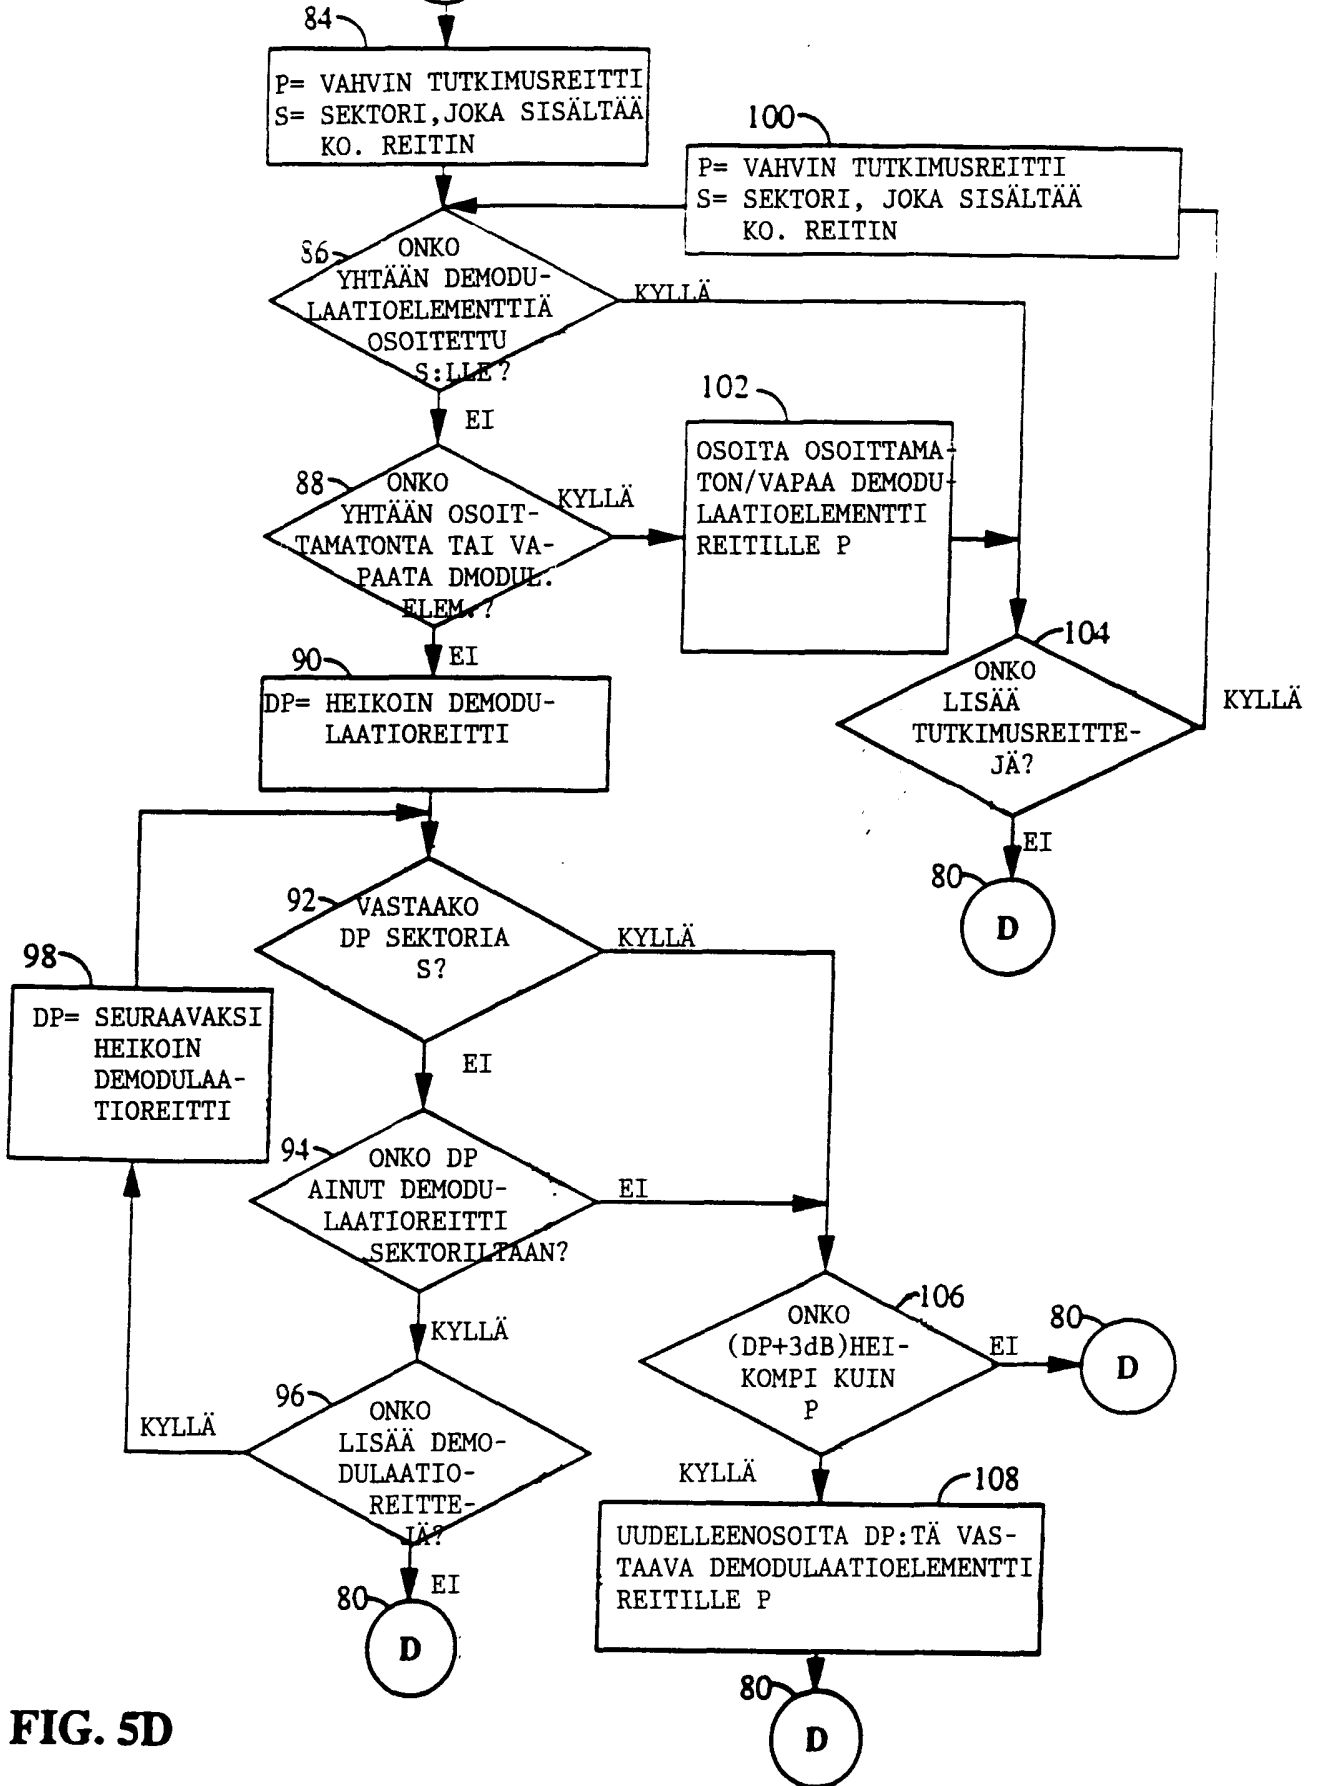 84
P= VAHVIN TUTKIMUSREITTI
S= SEKTORI,JOKA SISÄLTÄÄ
KO. REITIN
100
P= VAHVIN TUTKIMUSREITTI
S= SEKTORI, JOKA SISÄLTÄÄ
KO. REITIN
86
ONKO
YHTÄÄN DEMODU-
LAATIOELEMENTTIÄ
OSOITETTU
S:LLE?
KYLLÄ
EI
102
OSOITA OSOITTAMA-
TON/VAPAA DEMODU-
LAATIOELEMENTTI
REITILLE P
88
ONKO
YHTÄÄN OSOIT-
TAMATONTA TAI VA-
PAATA DMODUL.
ELEM.?
KYLLÄ
EI
104
ONKO
LISÄÄ
TUTKIMUSREITTE-
JÄ?
KYLLÄ
EI
80
D
90
DP= HEIKOIN DEMODU-
LAATIOREITTI
92
VASTAAKO
DP SEKTORIA
S?
KYLLÄ
EI
98
DP= SEURAAVAKSI
HEIKOIN
DEMODULAA-
TIOREITTI
94
ONKO DP
AINUT DEMODU-
LAATIOREITTI
SEKTORILTAAN?
EI
KYLLÄ
106
ONKO
(DP+3dB)HEI-
KOMPI KUIN
P
EI
80
D
KYLLÄ
96
ONKO
LISÄÄ DEMO-
DULAATIO-
REITTE-
JÄ?
KYLLÄ
EI
80
D
108
UUDELLEENOSOITA DP:TÄ VAS-
TAAVA DEMODULAATIOELEMENTTI
REITILLE P
80
D
FIG. 5D